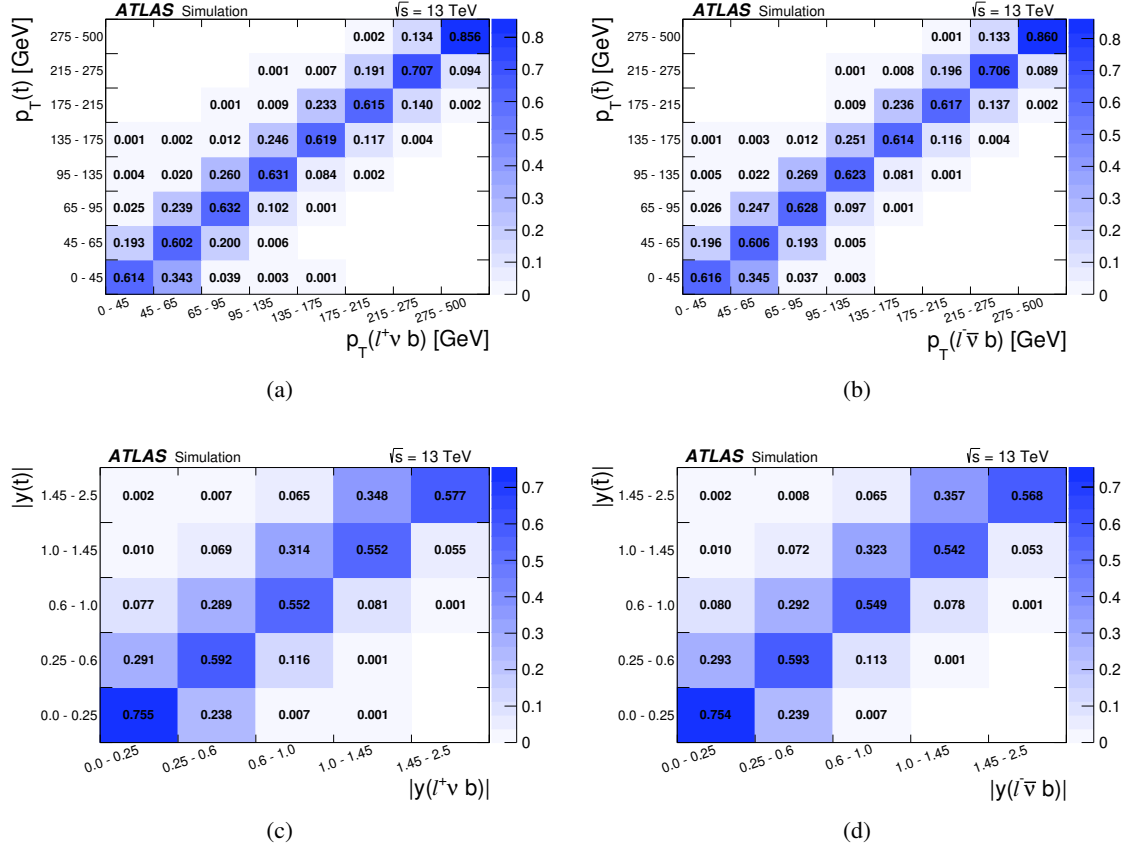 ATLAS Simulation √s = 13 TeV
p_T(t) [GeV]
275 - 500 0.002 0.134 0.856
215 - 275 0.001 0.007 0.191 0.707 0.094
175 - 215 0.001 0.009 0.233 0.615 0.140 0.002
135 - 175 0.001 0.002 0.012 0.246 0.619 0.117 0.004
95 - 135 0.004 0.020 0.260 0.631 0.084 0.002
65 - 95 0.025 0.239 0.632 0.102 0.001
45 - 65 0.193 0.602 0.200 0.006
0 - 45 0.614 0.343 0.039 0.003 0.001
0 - 45 45 - 65 65 - 95 95 - 135 135 - 175 175 - 215 215 - 275 275 - 500
p_T(l⁺ν b) [GeV]
0.8
0.7
0.6
0.5
0.4
0.3
0.2
0.1
0
(a)
ATLAS Simulation √s = 13 TeV
p_T(t̄) [GeV]
275 - 500 0.001 0.133 0.860
215 - 275 0.001 0.008 0.196 0.706 0.089
175 - 215 0.009 0.236 0.617 0.137 0.002
135 - 175 0.001 0.003 0.012 0.251 0.614 0.116 0.004
95 - 135 0.005 0.022 0.269 0.623 0.081 0.001
65 - 95 0.026 0.247 0.628 0.097 0.001
45 - 65 0.196 0.606 0.193 0.005
0 - 45 0.616 0.345 0.037 0.003
0 - 45 45 - 65 65 - 95 95 - 135 135 - 175 175 - 215 215 - 275 275 - 500
p_T(l⁻ν̄ b) [GeV]
0.8
0.7
0.6
0.5
0.4
0.3
0.2
0.1
0
(b)
ATLAS Simulation √s = 13 TeV
|y(t)|
1.45 - 2.5 0.002 0.007 0.065 0.348 0.577
1.0 - 1.45 0.010 0.069 0.314 0.552 0.055
0.6 - 1.0 0.077 0.289 0.552 0.081 0.001
0.25 - 0.6 0.291 0.592 0.116 0.001
0.0 - 0.25 0.755 0.238 0.007 0.001
0.0 - 0.25 0.25 - 0.6 0.6 - 1.0 1.0 - 1.45 1.45 - 2.5
|y(l⁺ν b)|
0.7
0.6
0.5
0.4
0.3
0.2
0.1
0
(c)
ATLAS Simulation √s = 13 TeV
|y(t̄)|
1.45 - 2.5 0.002 0.008 0.065 0.357 0.568
1.0 - 1.45 0.010 0.072 0.323 0.542 0.053
0.6 - 1.0 0.080 0.292 0.549 0.078 0.001
0.25 - 0.6 0.293 0.593 0.113 0.001
0.0 - 0.25 0.754 0.239 0.007
0.0 - 0.25 0.25 - 0.6 0.6 - 1.0 1.0 - 1.45 1.45 - 2.5
|y(l⁻ν̄ b)|
0.7
0.6
0.5
0.4
0.3
0.2
0.1
0
(d)